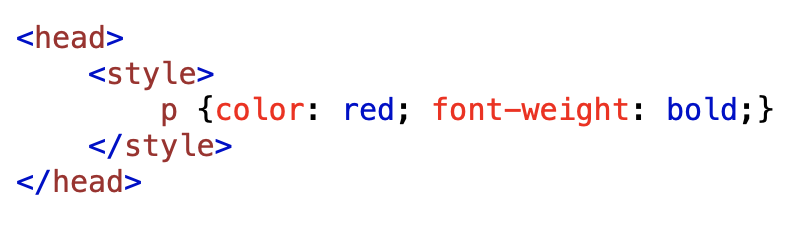 <head>
    <style>
        p {color: red; font-weight: bold;}
    </style>
</head>